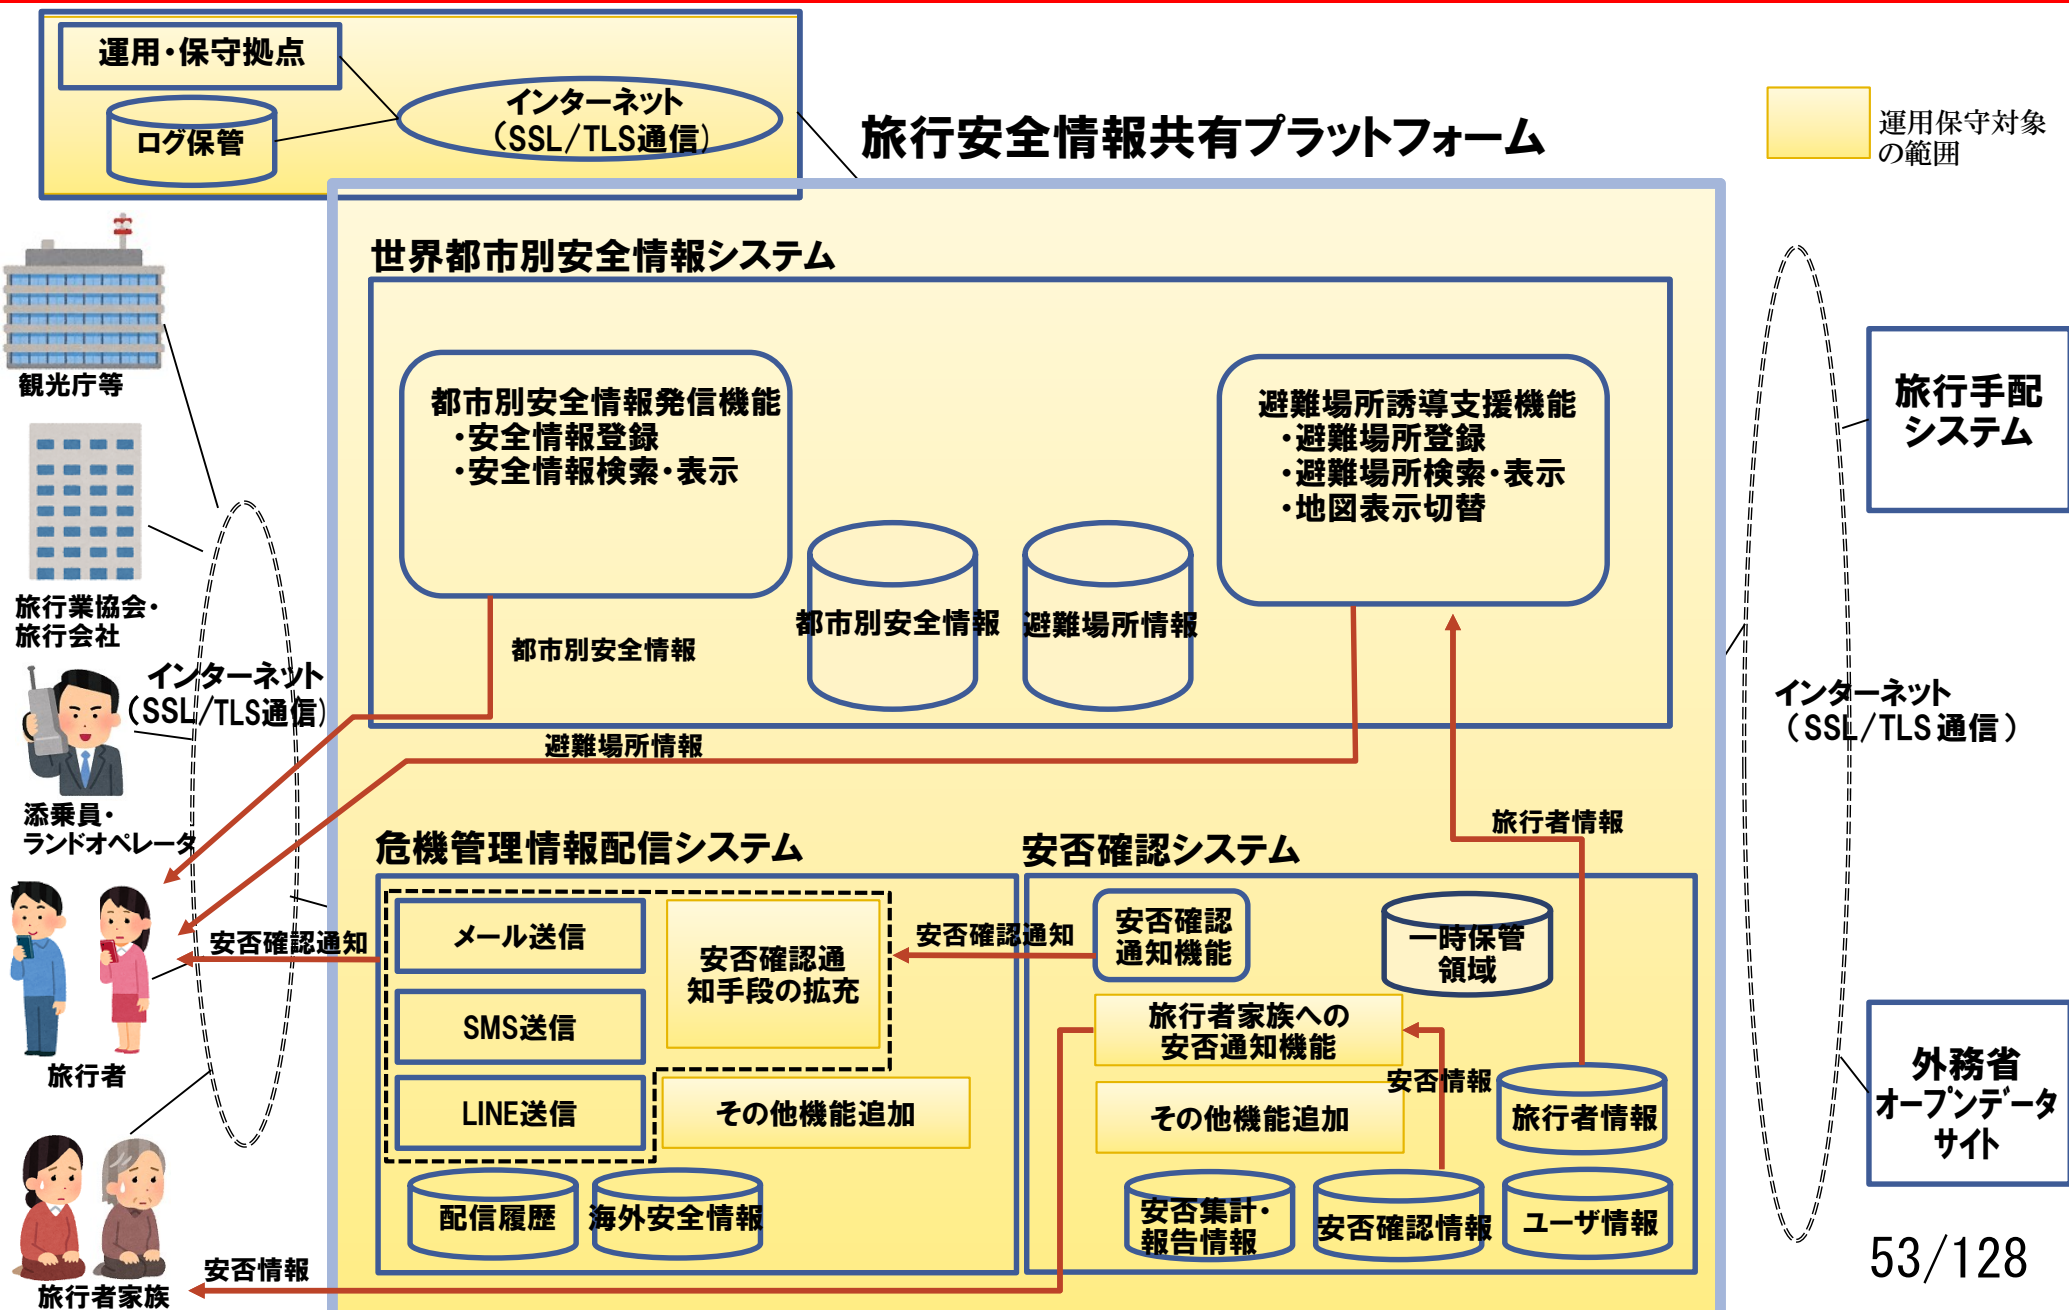 運用・保守拠点
ログ保管
インターネット
（SSL/TLS通信）
旅行安全情報共有プラットフォーム
運用保守対象
の範囲
世界都市別安全情報システム
観光庁等
都市別安全情報発信機能
・安全情報登録
・安全情報検索・表示
避難場所誘導支援機能
・避難場所登録
・避難場所検索・表示
・地図表示切替
旅行手配
システム
旅行業協会・
旅行会社
都市別安全情報
避難場所情報
都市別安全情報
インターネット
（SSL/TLS通信）
インターネット
（SSL/TLS通信）
避難場所情報
添乗員・
ランドオペレータ
旅行者情報
危機管理情報配信システム
安否確認システム
メール送信
SMS送信
LINE送信
安否確認通
知手段の拡充
その他機能追加
安否確認通知
安否確認通知
安否確認
通知機能
一時保管
領域
旅行者家族への
安否通知機能
安否情報
その他機能追加
旅行者情報
旅行者
外務省
オープンデータ
サイト
配信履歴
海外安全情報
安否集計・
報告情報
安否確認情報
ユーザ情報
安否情報
旅行者家族
53/128